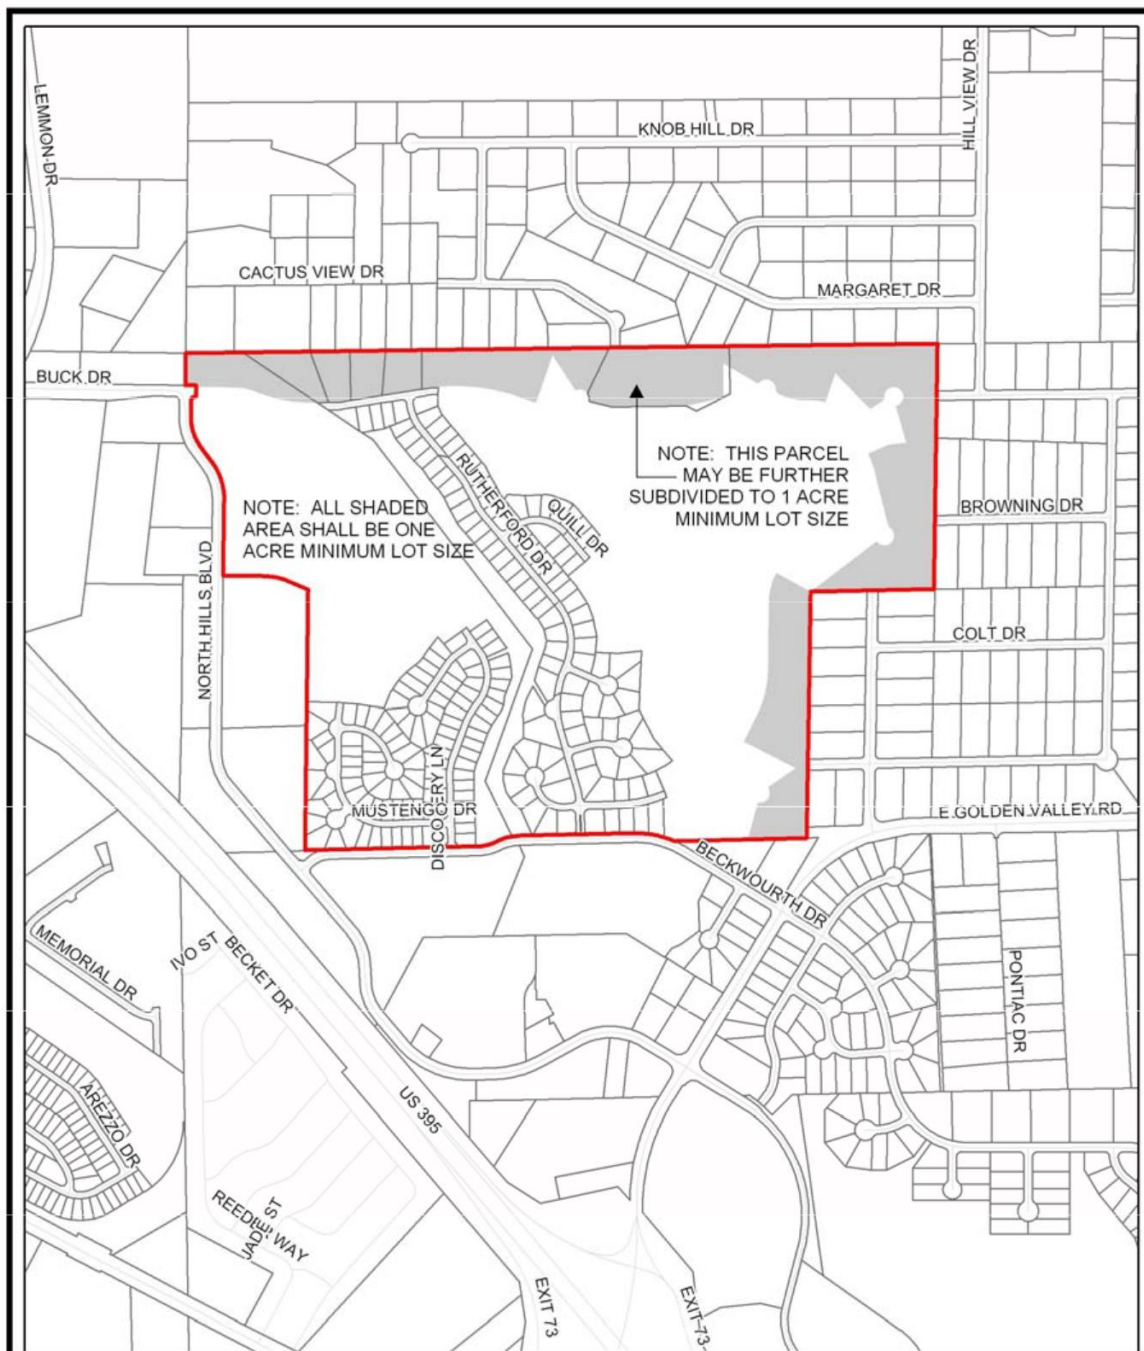 LEMMON DR
KNOB HILL DR
HILL VIEW DR
CACTUS VIEW DR
MARGARET DR
BUCK DR
NOTE: THIS PARCEL
MAY BE FURTHER
SUBDIVIDED TO 1 ACRE
MINIMUM LOT SIZE
RUTHERFORD DR
QUILL DR
NOTE: ALL SHADED
AREA SHALL BE ONE
ACRE MINIMUM LOT SIZE
BROWNING DR
NORTH HILLS BLVD
COLT DR
DISCOVERY LN
MUSTENGO DR
E GOLDEN VALLEY RD
BECKWOURTH DR
MEMORIAL DR
IVO ST
BECKET DR
PONTIAC DR
US 395
AREZZO DR
REEDE WAY
JADE ST
EXIT 73
EXIT 73